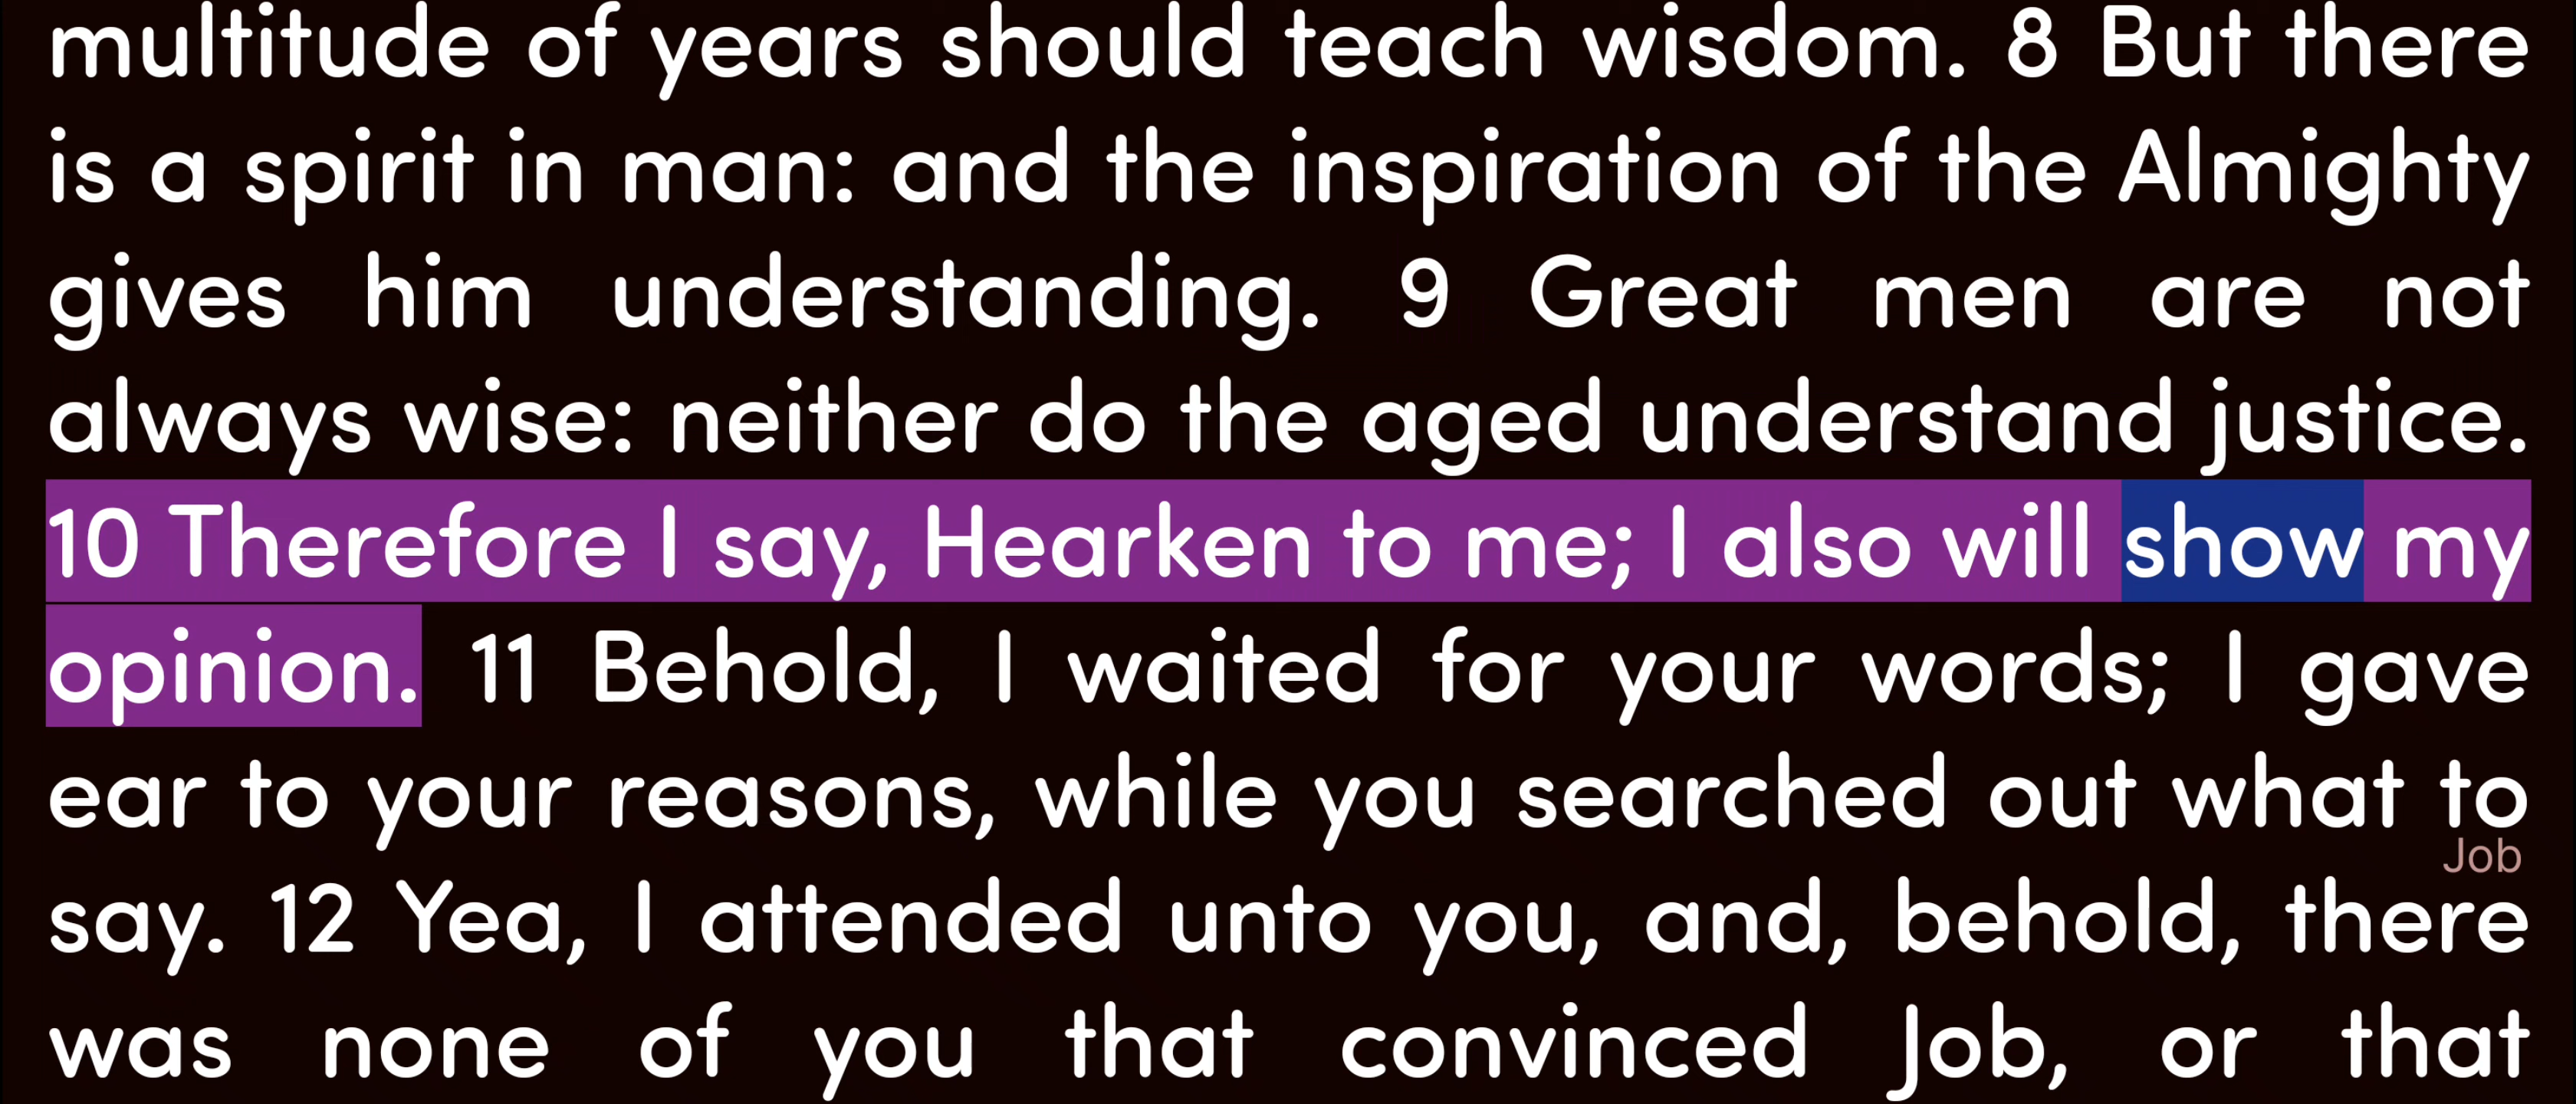 multitude of years should teach wisdom. 8 But there
is a spirit in man: and the inspiration of the Almighty
gives him understanding. 9 Great men are not
always wise: neither do the aged understand justice.
10 Therefore I say, Hearken to me; I also will show my
opinion. 11 Behold, I waited for your words; I gave
ear to your reasons, while you searched out what to
Job
say. 12 Yea, I attended unto you, and, behold, there
was none of you that convinced Job, or that